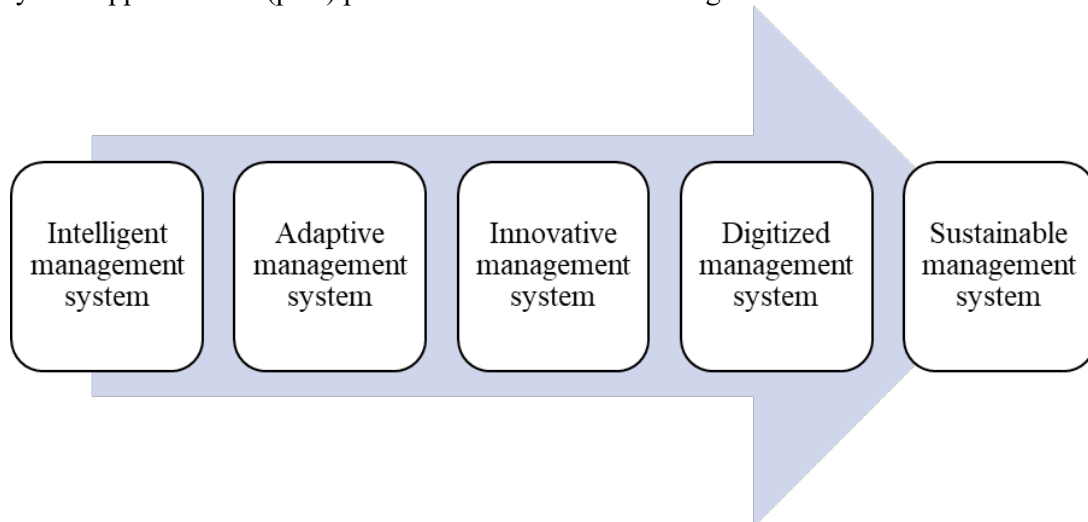 Intelligent
management
system
Adaptive
management
system
Innovative
management
system
Digitized
management
system
Sustainable
management
system